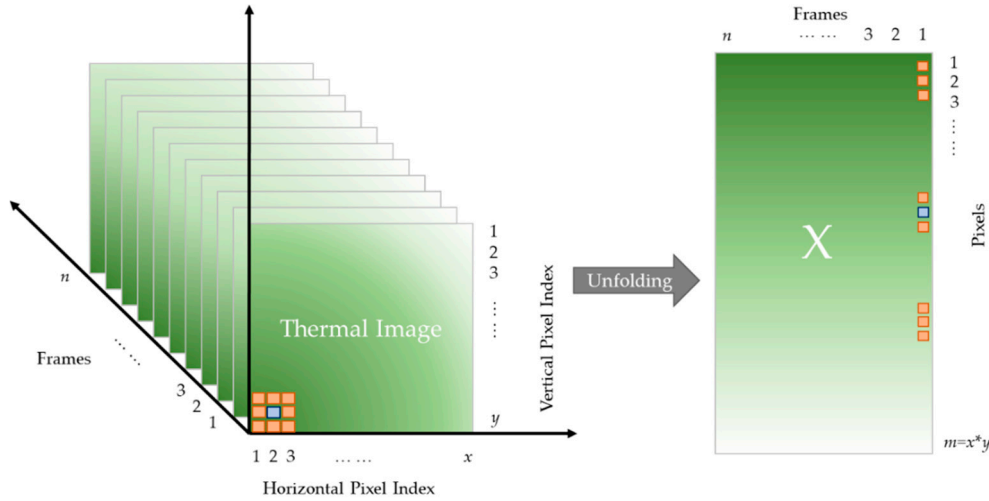 n
Frames
… …
3
2
1
Thermal Image
1 2 3 … … x
Horizontal Pixel Index
1
2
3
…
…
y
Vertical Pixel Index
Unfolding
Frames
n … … 3 2 1
X
1
2
3
…
…
Pixels
m=x*y